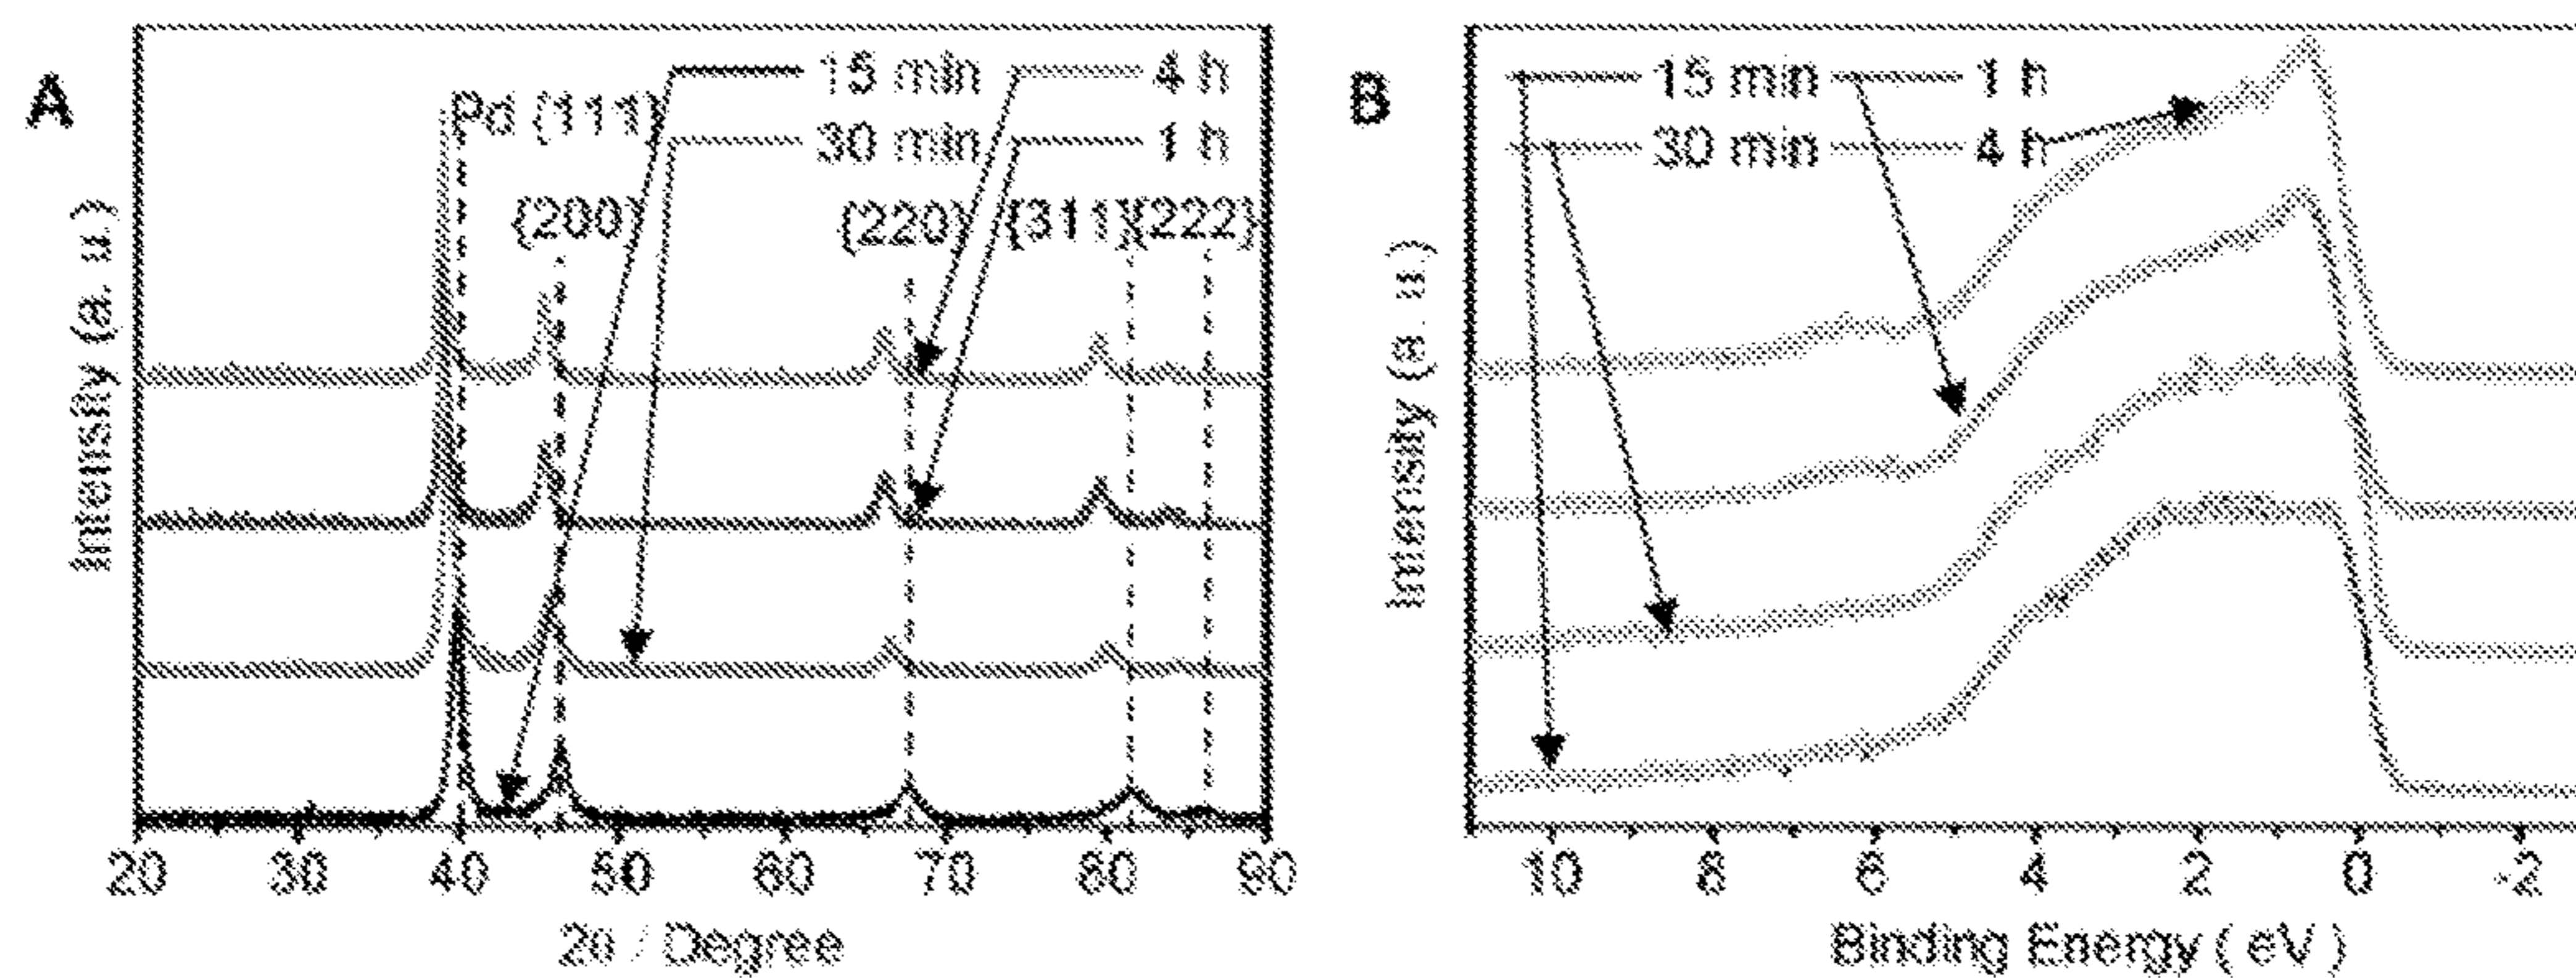 A
15 min 4 h
Pd {111}
30 min 1 h
{200} {220} {311} {222}
Intensity (a. u.)
20 30 40 50 60 70 80 90
2θ / Degree
B
15 min 1 h
30 min 4 h
Intensity (a. u.)
10 8 6 4 2 0 -2
Binding Energy ( eV )